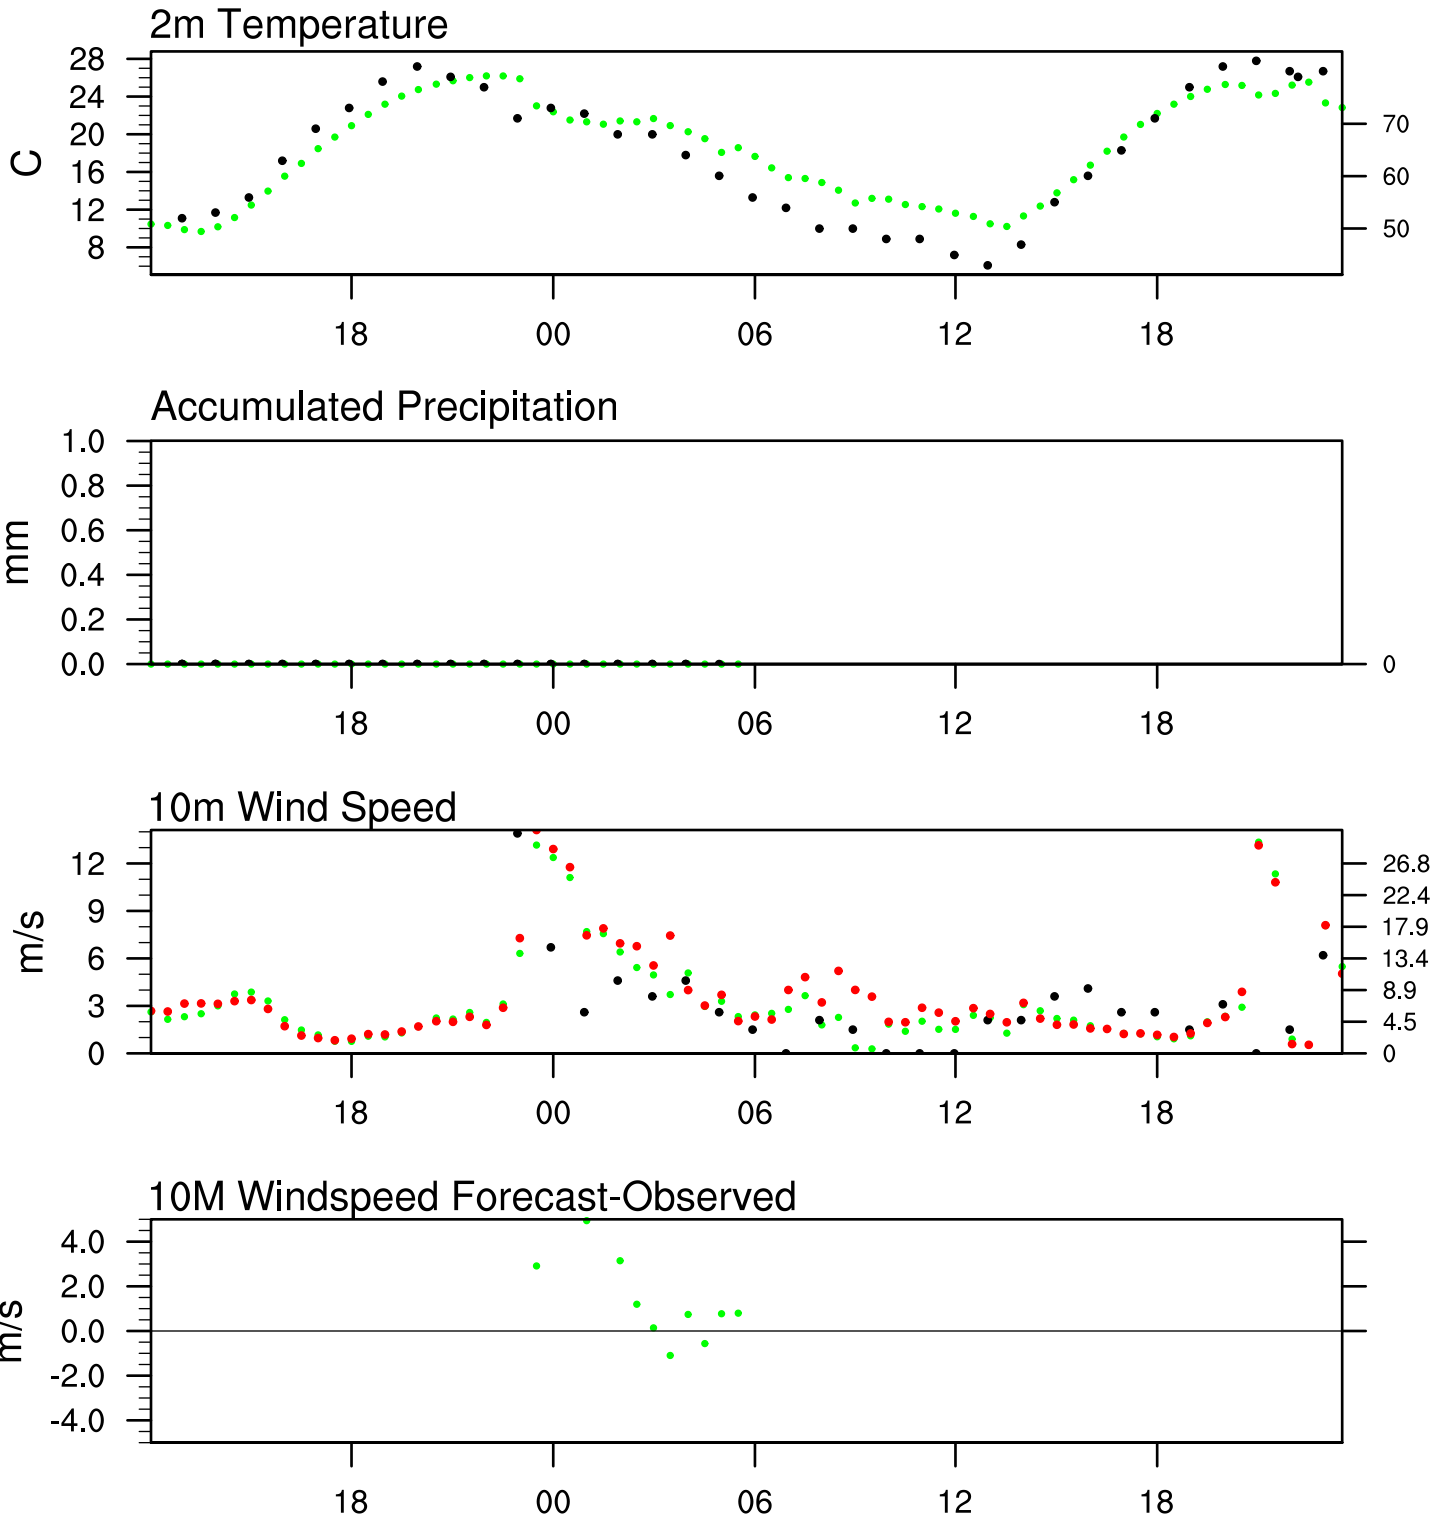 2m Temperature
28
24
20
16
12
8
C
70
60
50
18 00 06 12 18
Accumulated Precipitation
1.0
0.8
0.6
0.4
0.2
0.0
mm
0
18 00 06 12 18
10m Wind Speed
12
9
6
3
0
m/s
26.8
22.4
17.9
13.4
8.9
4.5
0
18 00 06 12 18
10M Windspeed Forecast-Observed
4.0
2.0
0.0
-2.0
-4.0
m/s
18 00 06 12 18